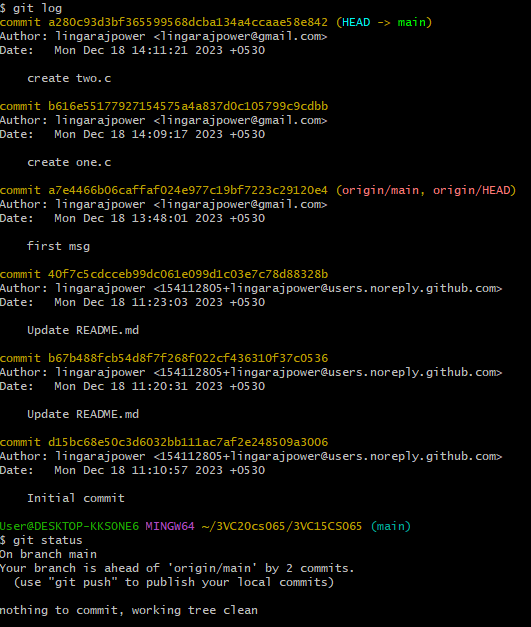 $ git log
commit a280c93d3bf365599568dcba134a4ccaae58e842 (HEAD -> main)
Author: lingarajpower <lingarajpower@gmail.com>
Date:   Mon Dec 18 14:11:21 2023 +0530
create two.c
commit b616e55177927154575a4a837d0c105799c9cdbb
Author: lingarajpower <lingarajpower@gmail.com>
Date:   Mon Dec 18 14:09:17 2023 +0530
create one.c
commit a7e4466b06caffaf024e977c19bf7223c29120e4 (origin/main, origin/HEAD)
Author: lingarajpower <lingarajpower@gmail.com>
Date:   Mon Dec 18 13:48:01 2023 +0530
first msg
commit 40f7c5cdcceb99dc061e099d1c03e7c78d88328b
Author: lingarajpower <154112805+lingarajpower@users.noreply.github.com>
Date:   Mon Dec 18 11:23:03 2023 +0530
Update README.md
commit b67b488fcb54d8f7f268f022cf436310f37c0536
Author: lingarajpower <154112805+lingarajpower@users.noreply.github.com>
Date:   Mon Dec 18 11:20:31 2023 +0530
Update README.md
commit d15bc68e50c3d6032bb111ac7af2e248509a3006
Author: lingarajpower <154112805+lingarajpower@users.noreply.github.com>
Date:   Mon Dec 18 11:10:57 2023 +0530
Initial commit
User@DESKTOP-KKSONE6 MINGW64 ~/3VC20cs065/3VC15CS065 (main)
$ git status
On branch main
Your branch is ahead of 'origin/main' by 2 commits.
(use "git push" to publish your local commits)
nothing to commit, working tree clean